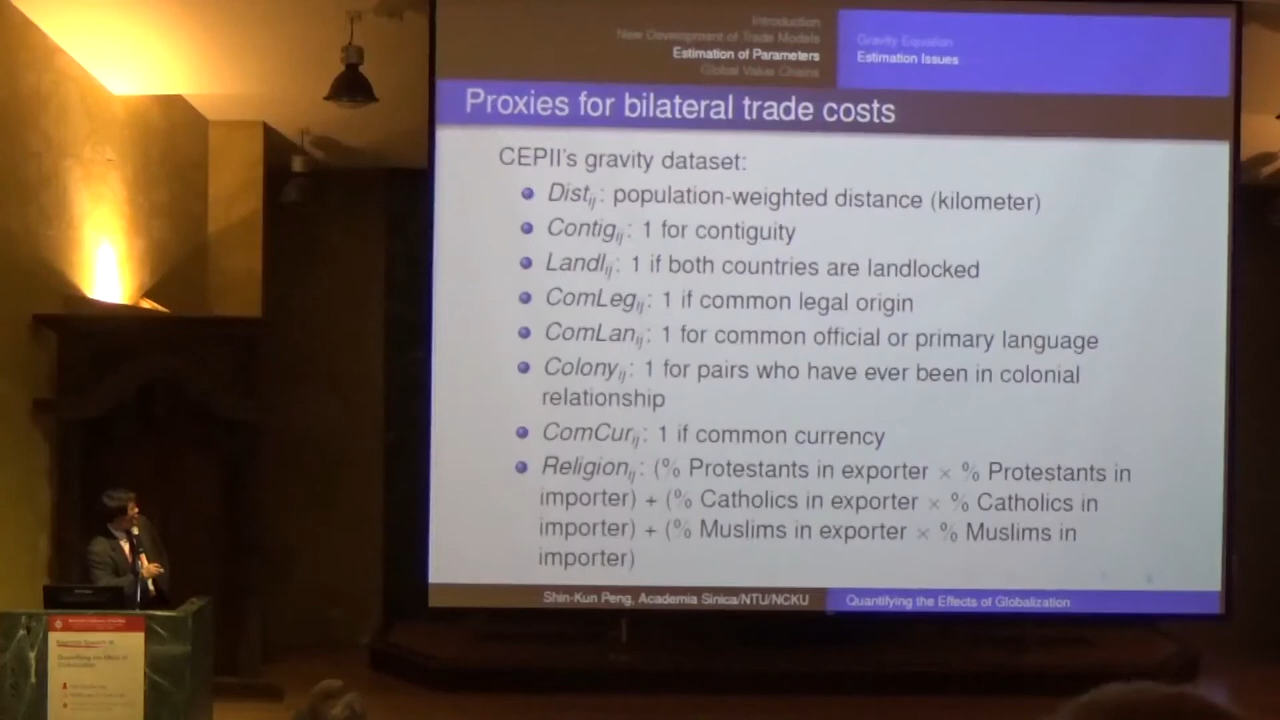 Introduction
New Development of Trade Models
Estimation of Parameters
Global Value Chains
Gravity Equation
Estimation Issues
Proxies for bilateral trade costs
CEPII's gravity dataset:
Dist_ij: population-weighted distance (kilometer)
Contig_ij: 1 for contiguity
Landl_ij: 1 if both countries are landlocked
ComLeg_ij: 1 if common legal origin
ComLan_ij: 1 for common official or primary language
Colony_ij: 1 for pairs who have ever been in colonial
relationship
ComCur_ij: 1 if common currency
Religion_ij: (% Protestants in exporter × % Protestants in
importer) + (% Catholics in exporter × % Catholics in
importer) + (% Muslims in exporter × % Muslims in
importer)
Shin-Kun Peng, Academia Sinica/NTU/NCKU
Quantifying the Effects of Globalization
Quantifying the Effects of
Globalization